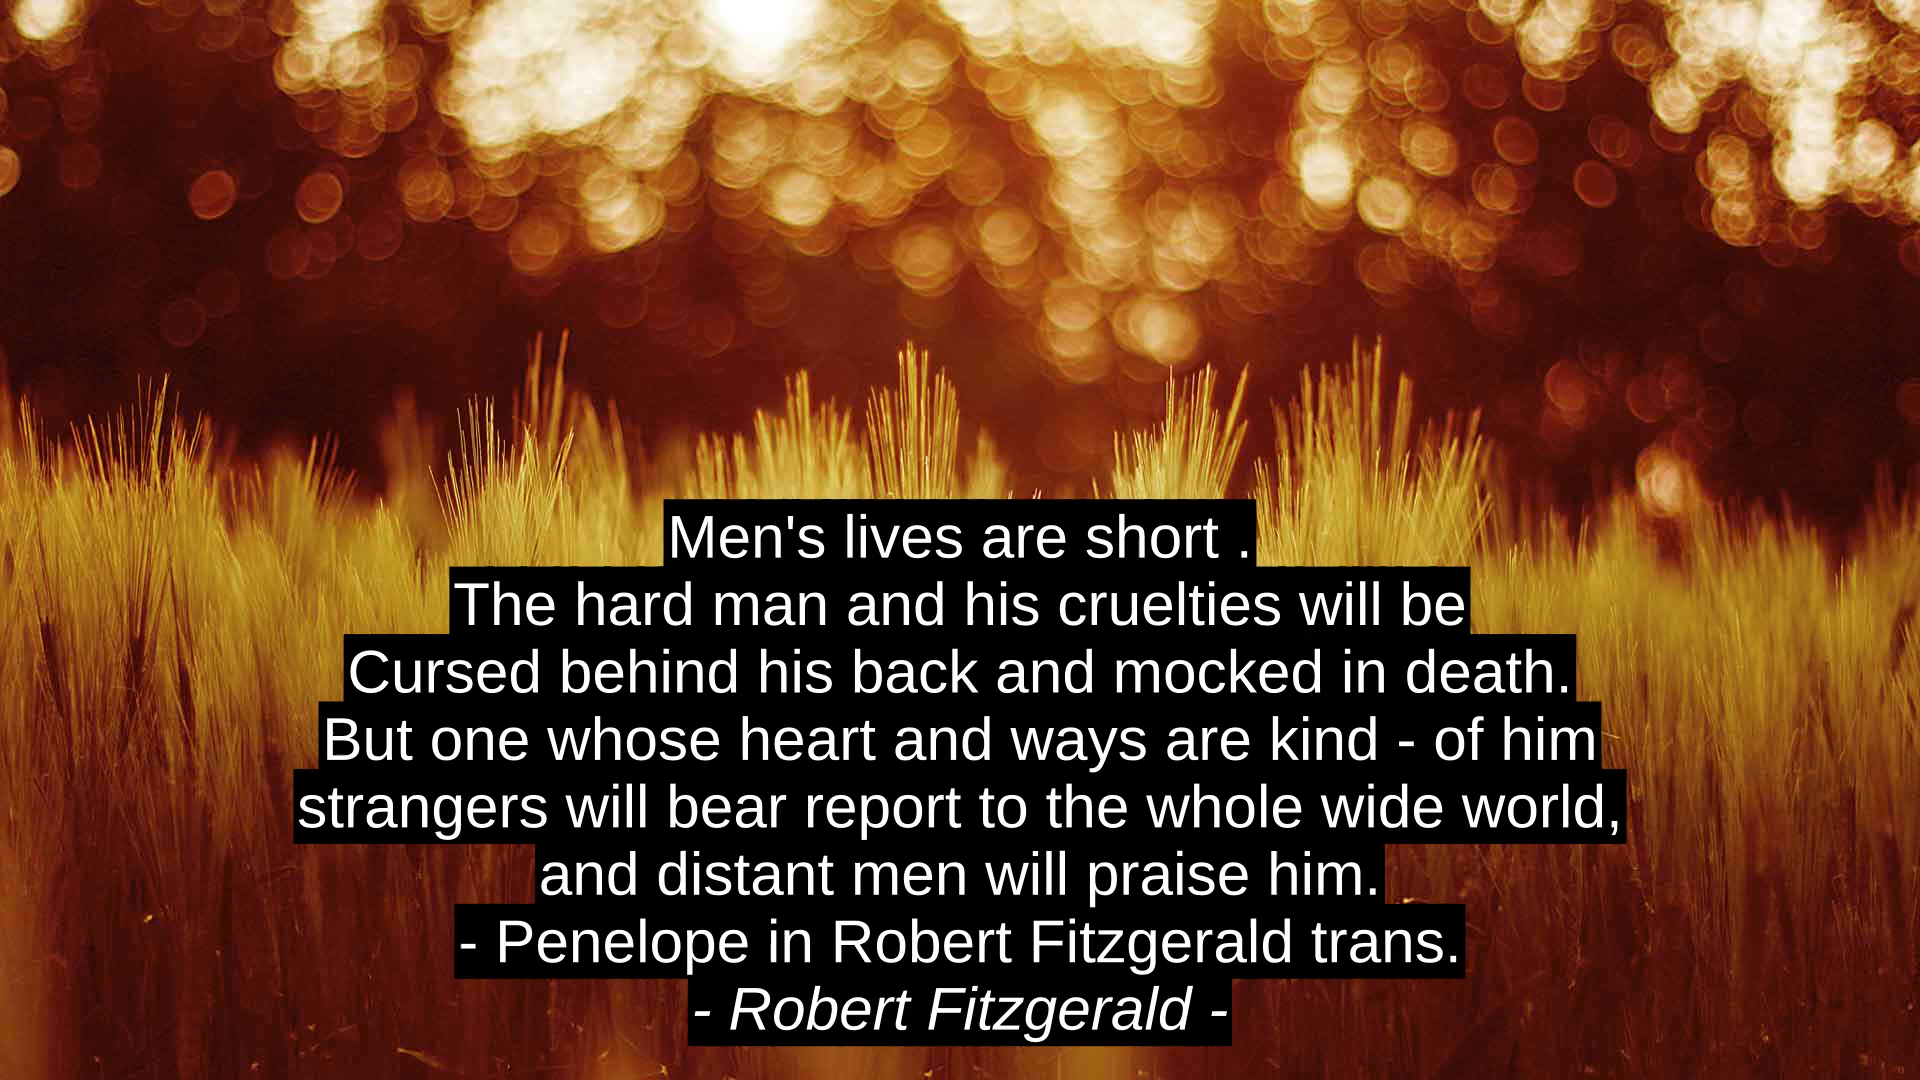 Men's lives are short .
The hard man and his cruelties will be
Cursed behind his back and mocked in death.
But one whose heart and ways are kind - of him
strangers will bear report to the whole wide world,
and distant men will praise him.
- Penelope in Robert Fitzgerald trans.
- Robert Fitzgerald -